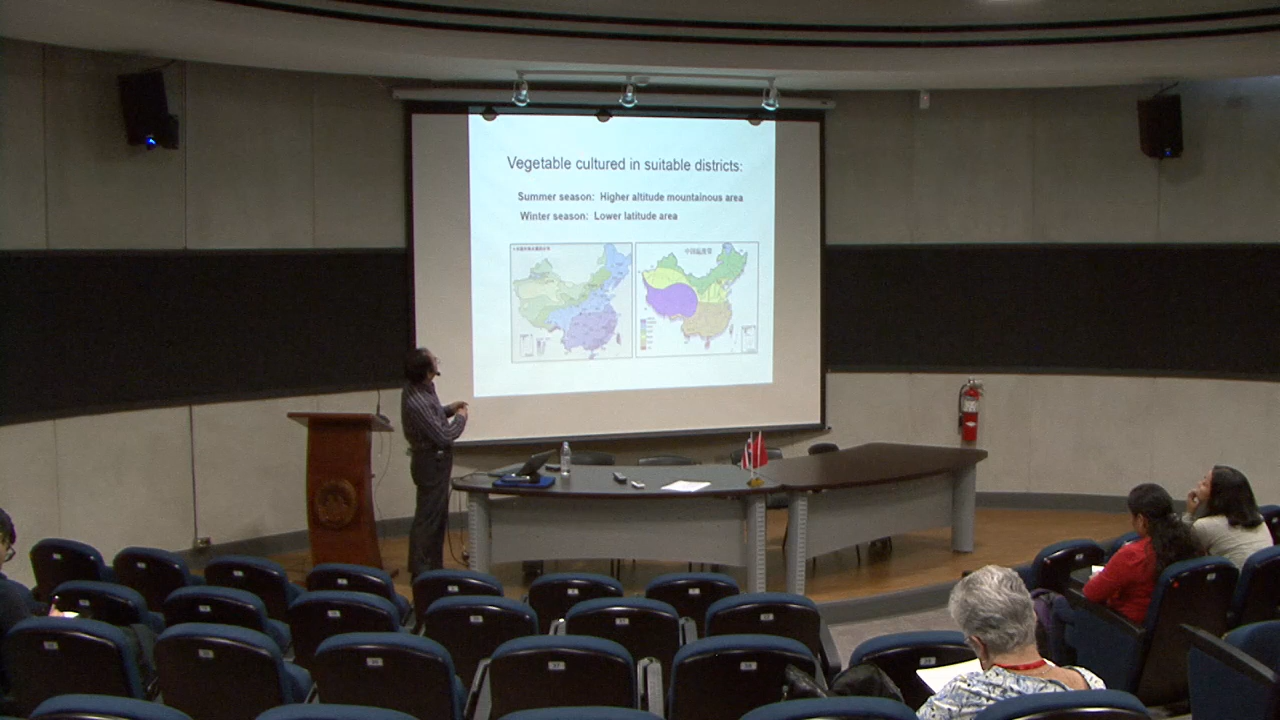 Vegetable cultured in suitable districts:
Summer season: Higher altitude mountainous area
Winter season: Lower latitude area